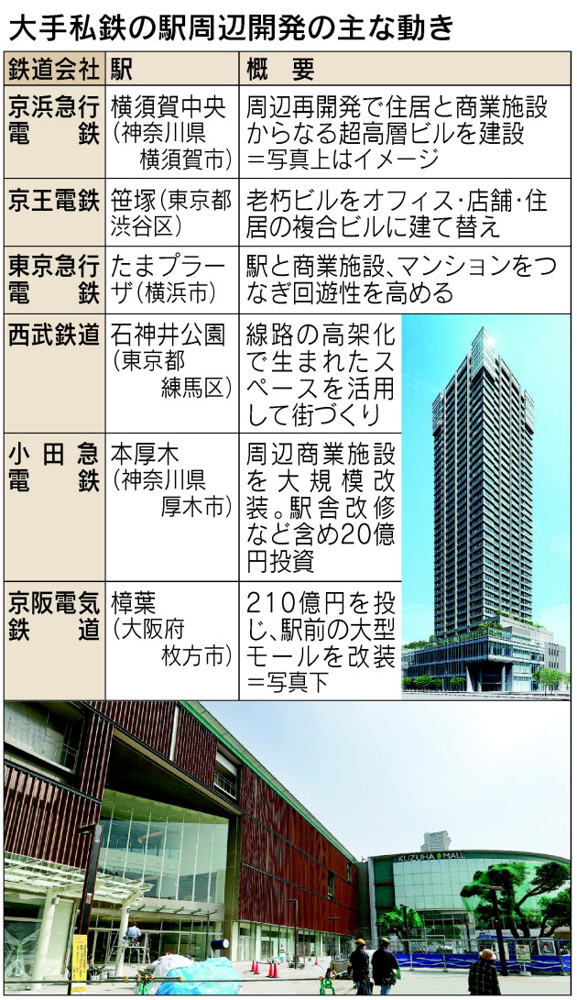 大手私鉄の駅周辺開発の主な動き
鉄道会社 駅 概 要
京浜急行
電 鉄
横須賀中央
(神奈川県
横須賀市)
周辺再開発で住居と商業施設
からなる超高層ビルを建設
＝写真上はイメージ
京王電鉄
笹塚(東京都
渋谷区)
老朽ビルをオフィス・店舗・住
居の複合ビルに建て替え
東京急行
電 鉄
たまプラー
ザ(横浜市)
駅と商業施設、マンションをつ
なぎ回遊性を高める
西武鉄道
石神井公園
(東京都
練馬区)
線路の高架化
で生まれたス
ペースを活用
して街づくり
小田急
電 鉄
本厚木
(神奈川県
厚木市)
周辺商業施設
を大規模改
装。駅舎改修
など含め20億
円投資
京阪電気
鉄 道
樟葉
(大阪府
枚方市)
210億円を投
じ、駅前の大型
モールを改装
＝写真下
KUZUHA MALL